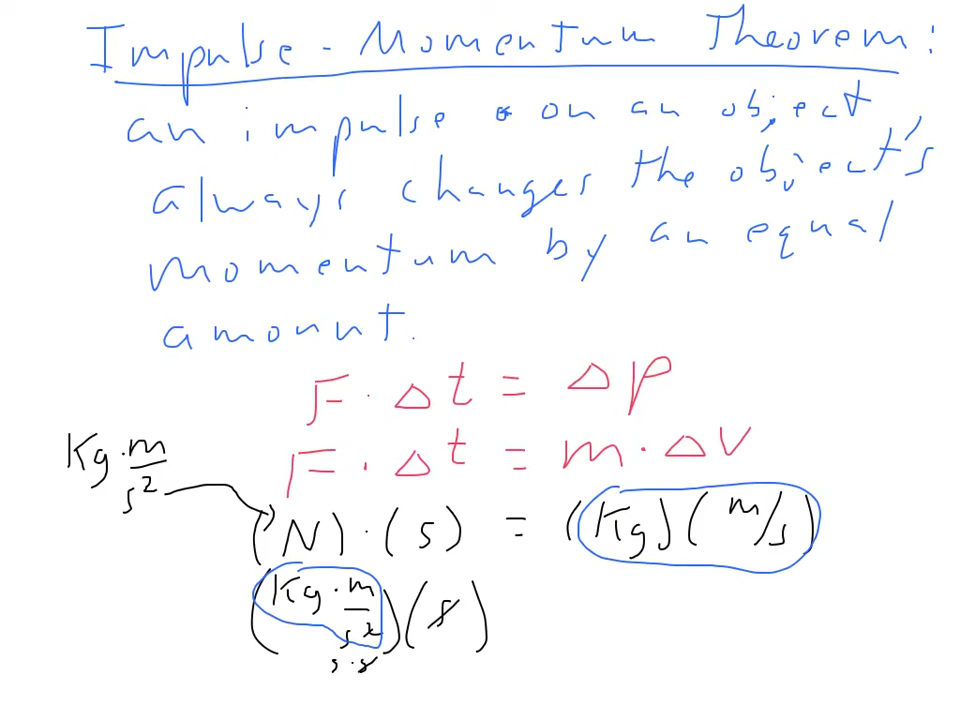 Impulse - Momentum Theorem:
an impulse on an object
always changes the object's
momentum by an equal
amount.
F · Δt = Δp
F · Δt = m · Δv
Kg · m/s²
(N) · (s) = (Kg)(m/s)
(Kg · m/s²)(s)
s·s